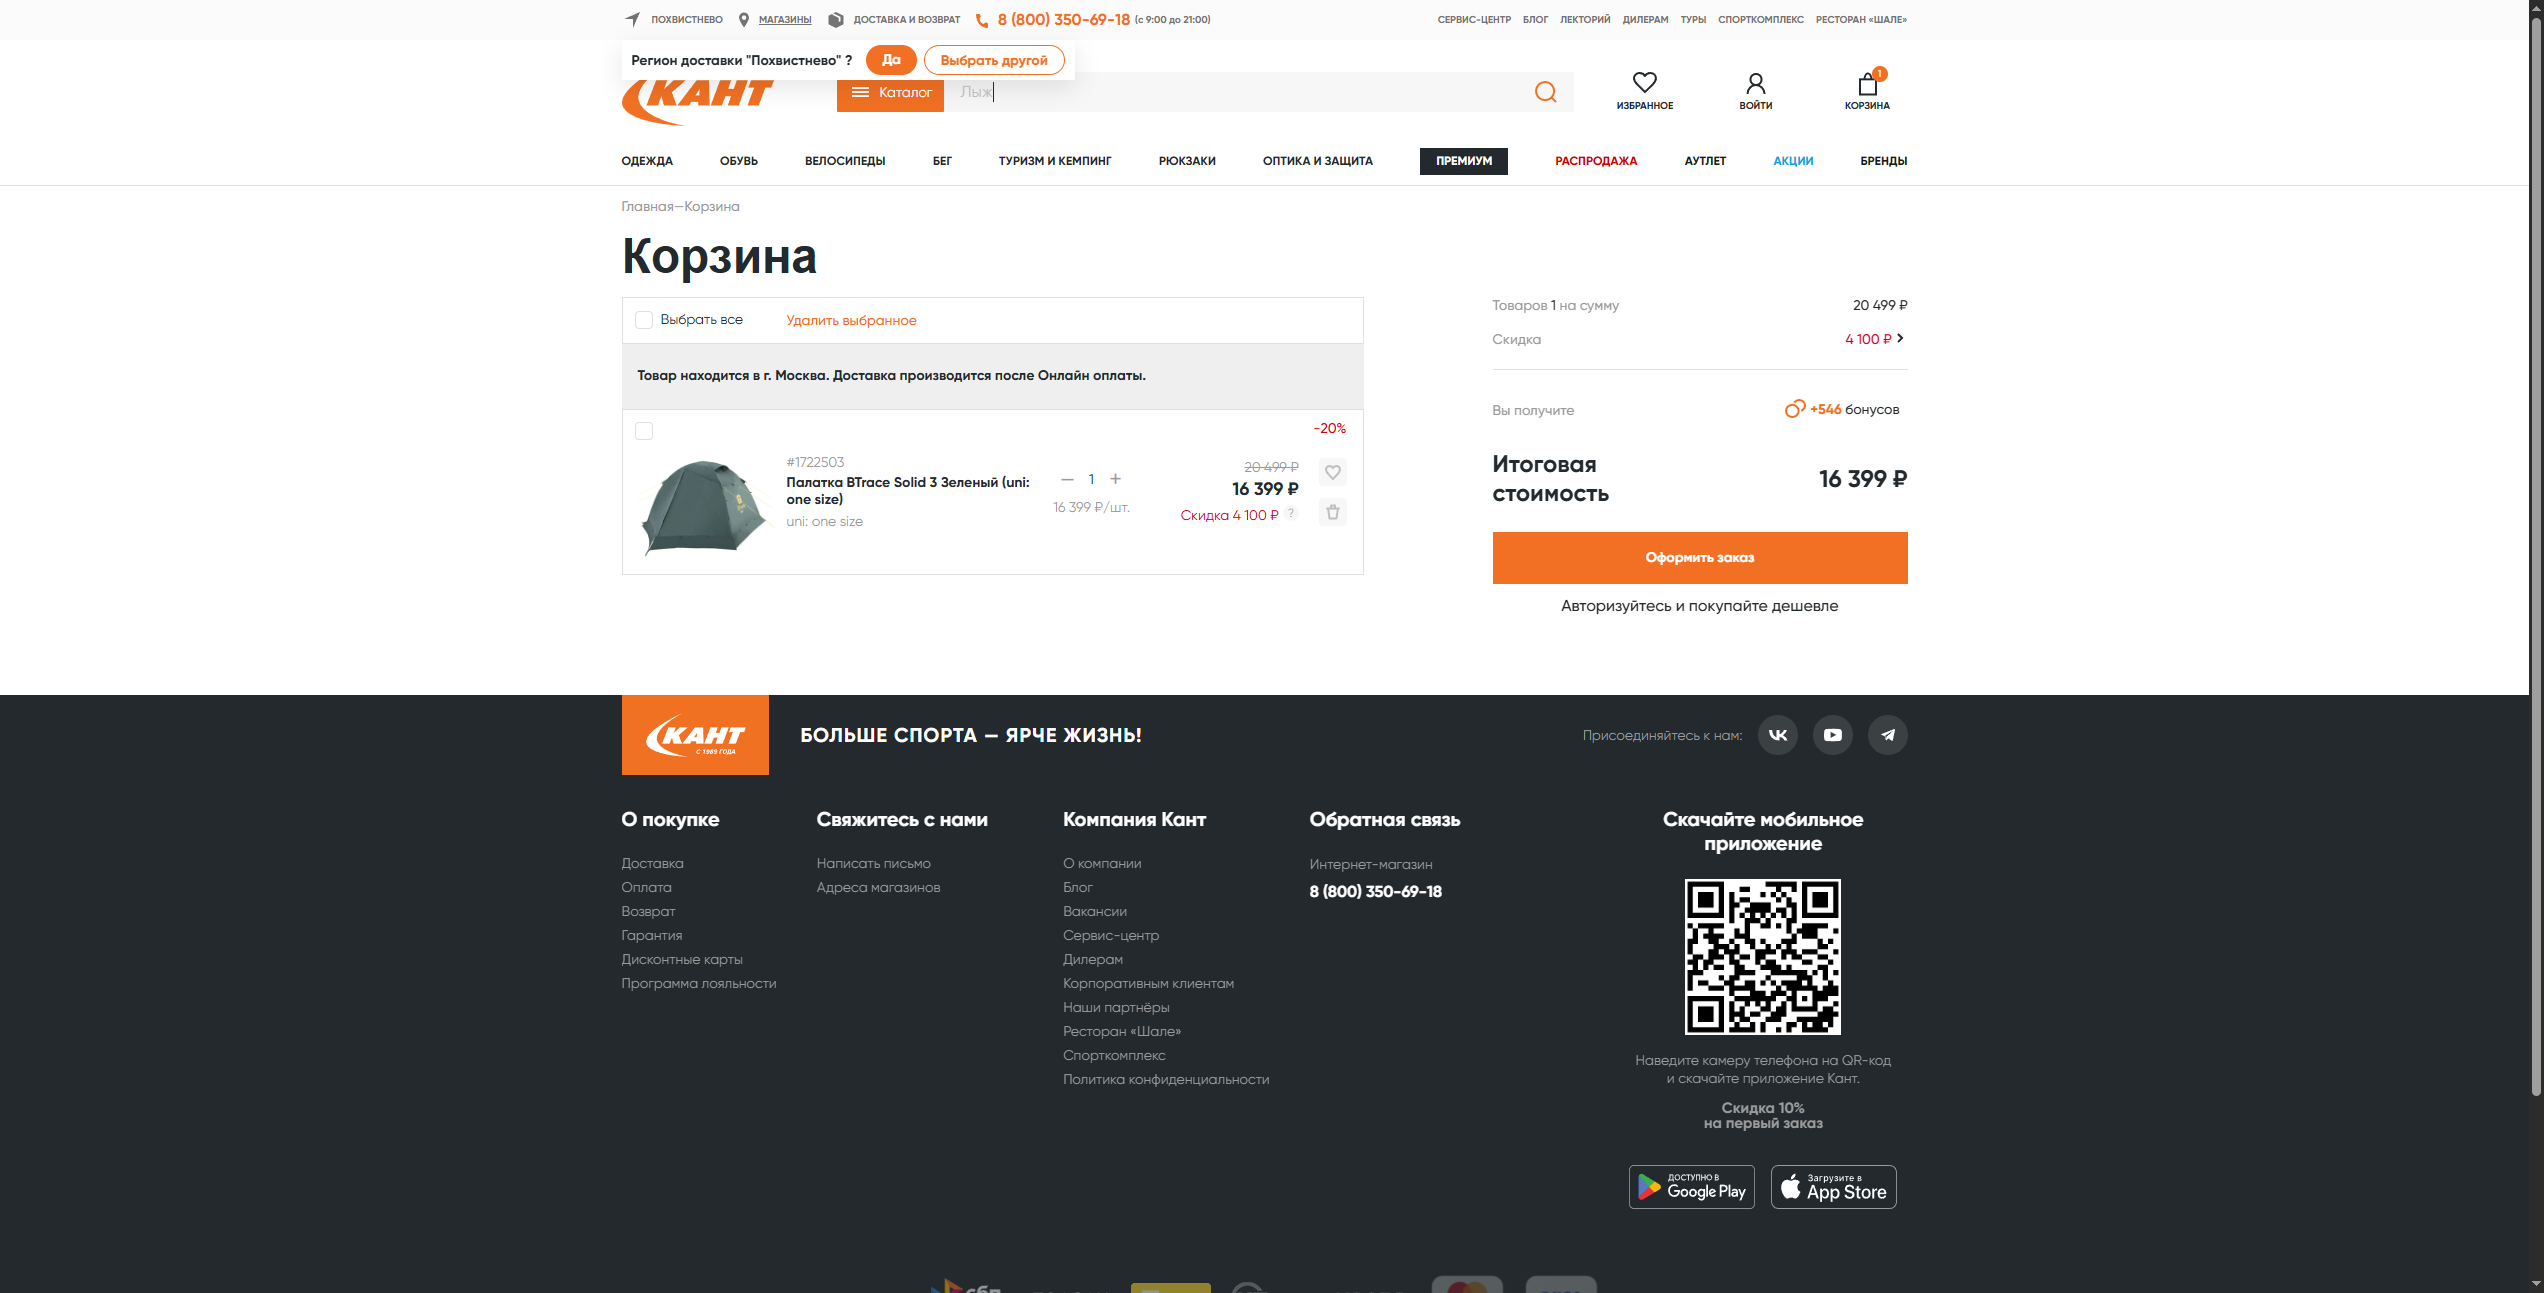 ПОХВИСТНЕВО МАГАЗИНЫ ДОСТАВКА И ВОЗВРАТ 8 (800) 350-69-18 (с 9:00 до 21:00) СЕРВИС-ЦЕНТР БЛОГ ЛЕКТОРИЙ ДИЛЕРАМ ТУРЫ СПОРТКОМПЛЕКС РЕСТОРАН «ШАЛЕ»
Регион доставки "Похвистнево" ? Да Выбрать другой
КАНТ Каталог Лыж
1
ИЗБРАННОЕ ВОЙТИ КОРЗИНА
ОДЕЖДА ОБУВЬ ВЕЛОСИПЕДЫ БЕГ ТУРИЗМ И КЕМПИНГ РЮКЗАКИ ОПТИКА И ЗАЩИТА ПРЕМИУМ РАСПРОДАЖА АУТЛЕТ АКЦИИ БРЕНДЫ
Главная—Корзина
Корзина
Выбрать все Удалить выбранное
Товар находится в г. Москва. Доставка производится после Онлайн оплаты.
-20%
#1722503
Палатка BTrace Solid 3 Зеленый (uni:
one size)
uni: one size
— 1 +
16 399 ₽/шт.
20 499 ₽
16 399 ₽
Скидка 4 100 ₽ ?
Товаров 1 на сумму 20 499 ₽
Скидка 4 100 ₽
Вы получите +546 бонусов
Итоговая
стоимость
16 399 ₽
Оформить заказ
Авторизуйтесь и покупайте дешевле
КАНТ
С 1989 ГОДА
БОЛЬШЕ СПОРТА — ЯРЧЕ ЖИЗНЬ!
Присоединяйтесь к нам:
О покупке
Доставка
Оплата
Возврат
Гарантия
Дисконтные карты
Программа лояльности
Свяжитесь с нами
Написать письмо
Адреса магазинов
Компания Кант
О компании
Блог
Вакансии
Сервис-центр
Дилерам
Корпоративным клиентам
Наши партнёры
Ресторан «Шале»
Спорткомплекс
Политика конфиденциальности
Обратная связь
Интернет-магазин
8 (800) 350-69-18
Скачайте мобильное
приложение
Наведите камеру телефона на QR-код
и скачайте приложение Кант.
Скидка 10%
на первый заказ
ДОСТУПНО В
Google Play
Загрузите в
App Store
сбп